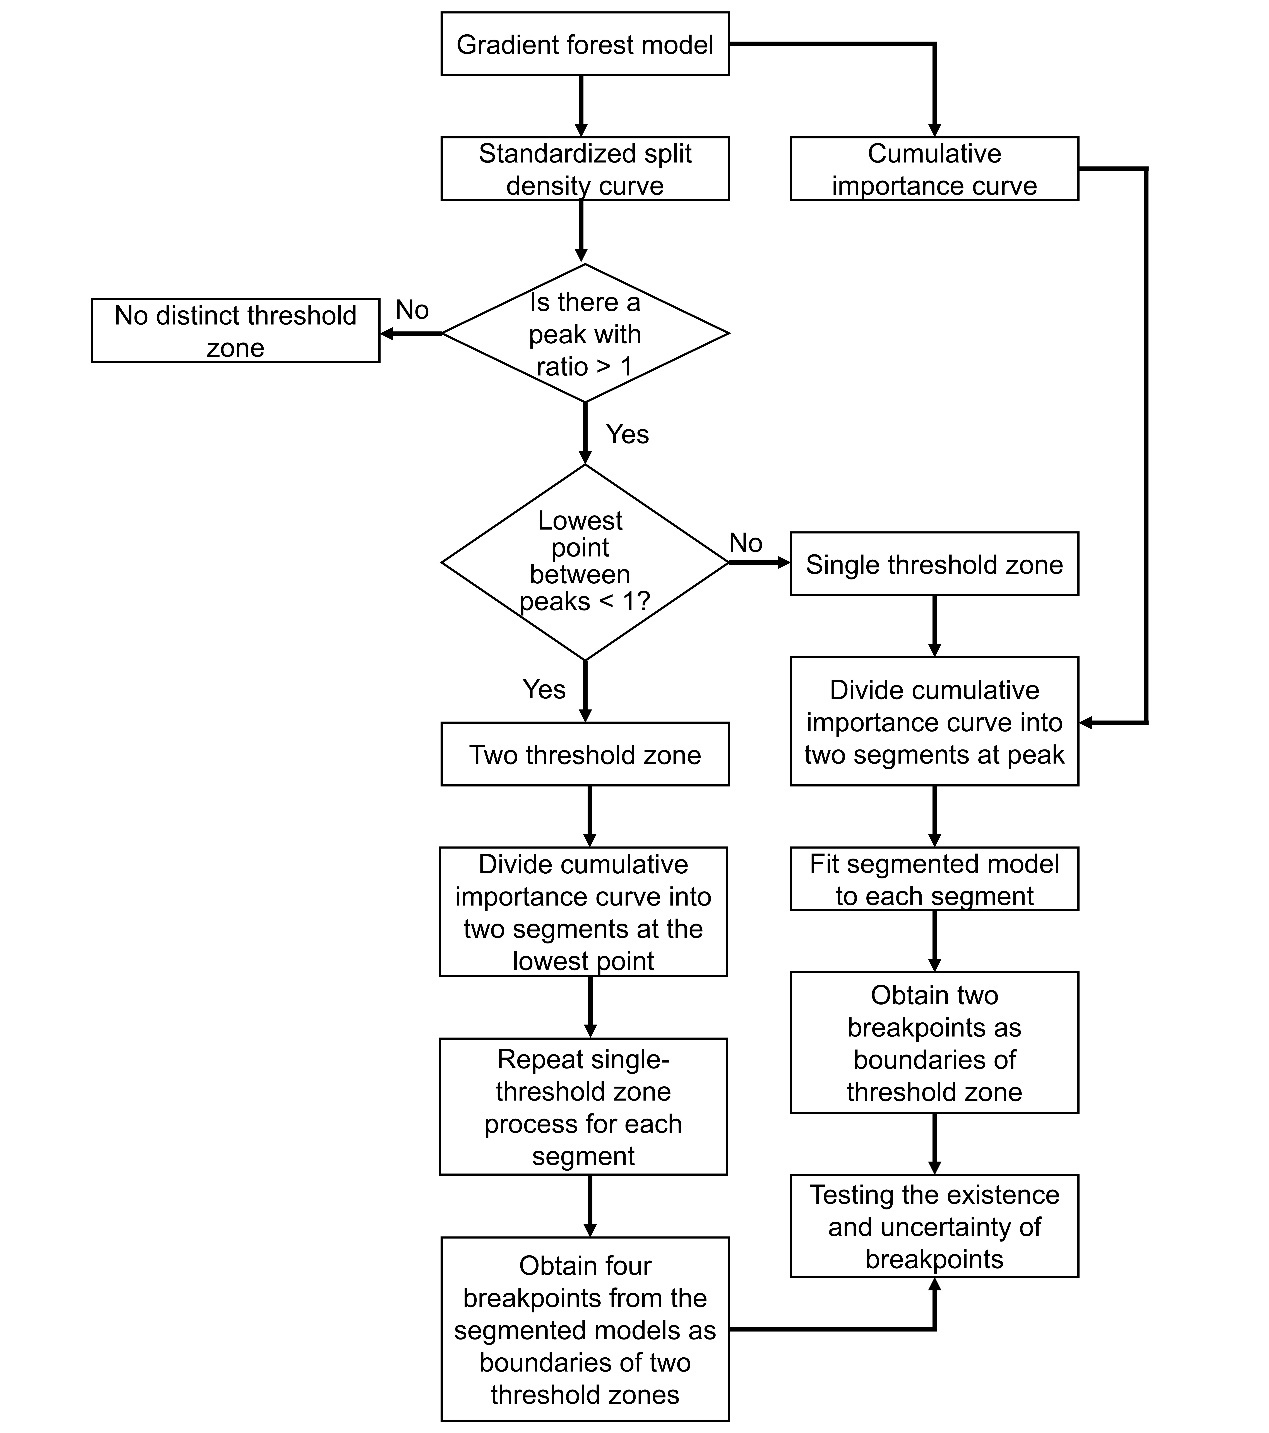 Gradient forest model
Standardized split
density curve
Cumulative
importance curve
Is there a
peak with
ratio > 1
No
No distinct threshold
zone
Yes
Lowest
point
between
peaks < 1?
No
Single threshold zone
Yes
Two threshold zone
Divide cumulative
importance curve into
two segments at peak
Divide cumulative
importance curve into
two segments at the
lowest point
Fit segmented model
to each segment
Obtain two
breakpoints as
boundaries of
threshold zone
Repeat single-
threshold zone
process for each
segment
Testing the existence
and uncertainty of
breakpoints
Obtain four
breakpoints from the
segmented models as
boundaries of two
threshold zones